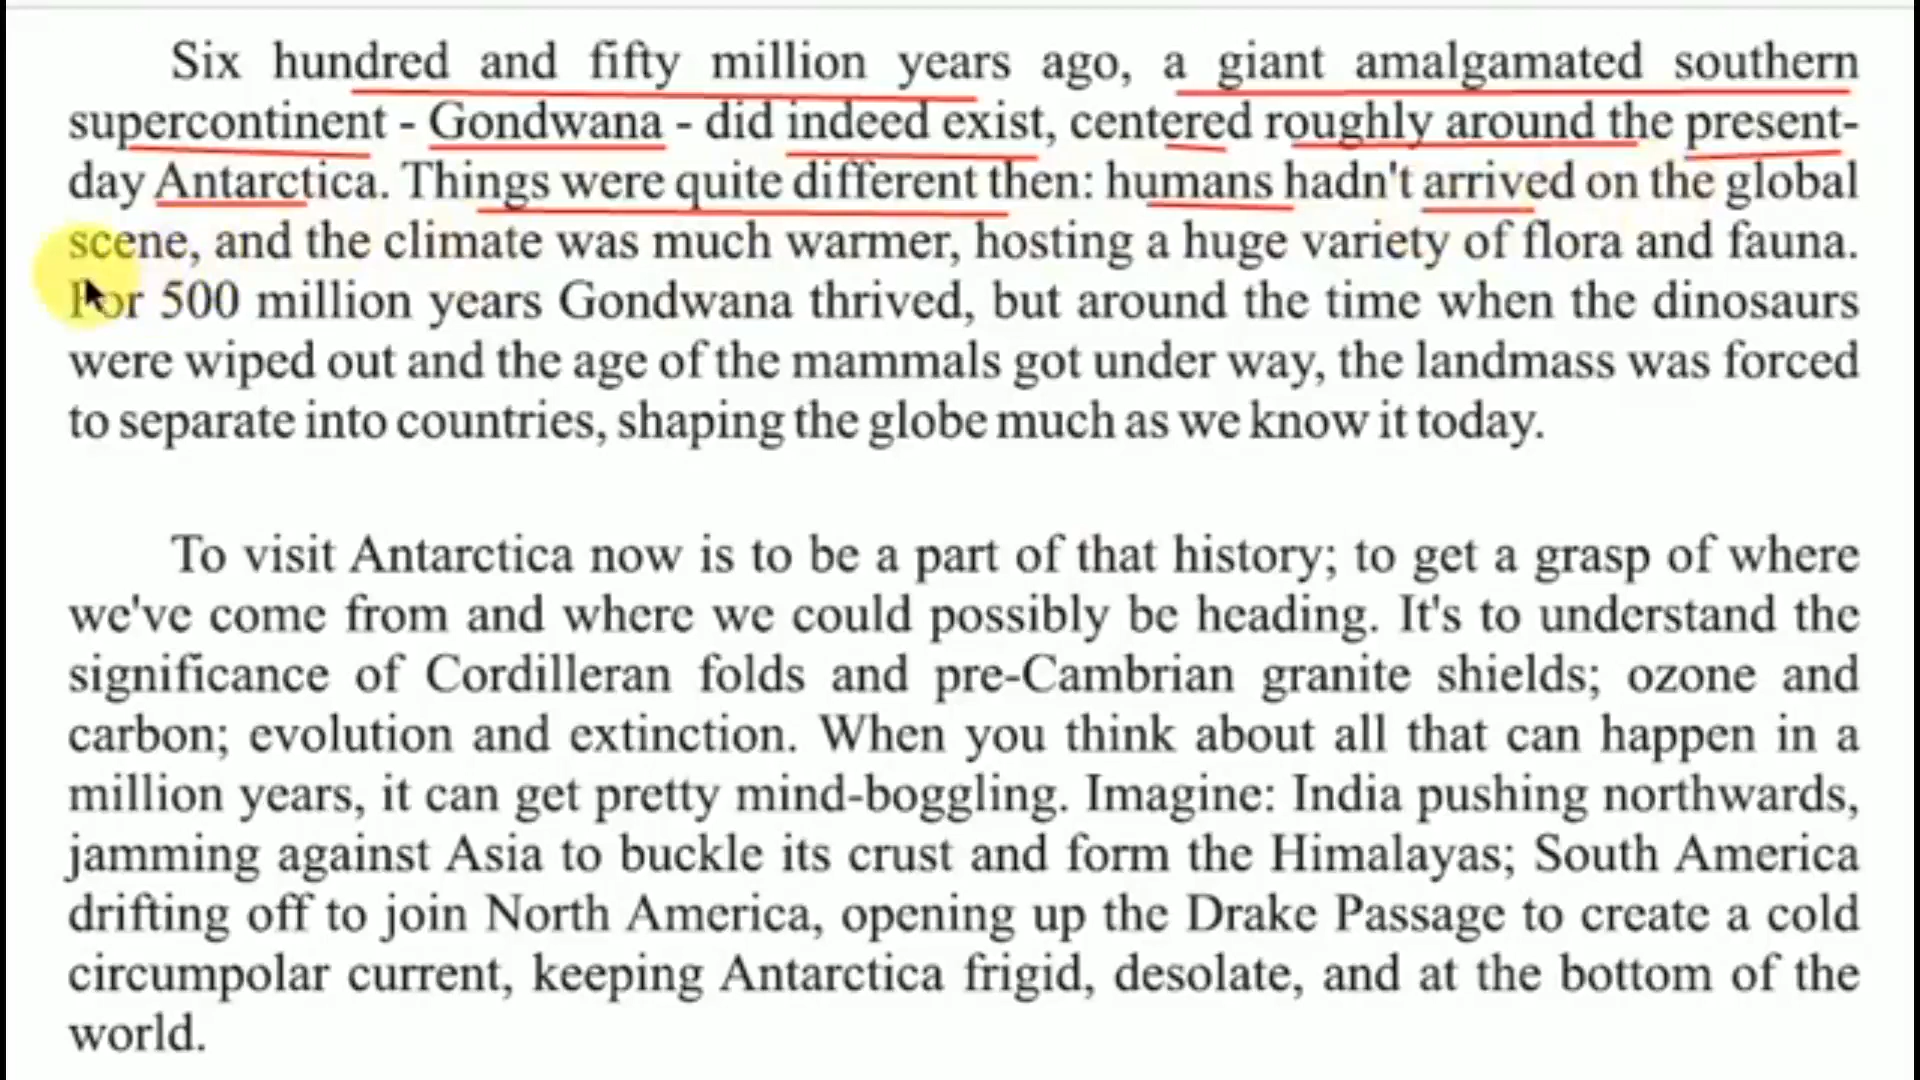 Six hundred and fifty million years ago, a giant amalgamated southern
supercontinent - Gondwana - did indeed exist, centered roughly around the present-
day Antarctica. Things were quite different then: humans hadn't arrived on the global
scene, and the climate was much warmer, hosting a huge variety of flora and fauna.
For 500 million years Gondwana thrived, but around the time when the dinosaurs
were wiped out and the age of the mammals got under way, the landmass was forced
to separate into countries, shaping the globe much as we know it today.
To visit Antarctica now is to be a part of that history; to get a grasp of where
we've come from and where we could possibly be heading. It's to understand the
significance of Cordilleran folds and pre-Cambrian granite shields; ozone and
carbon; evolution and extinction. When you think about all that can happen in a
million years, it can get pretty mind-boggling. Imagine: India pushing northwards,
jamming against Asia to buckle its crust and form the Himalayas; South America
drifting off to join North America, opening up the Drake Passage to create a cold
circumpolar current, keeping Antarctica frigid, desolate, and at the bottom of the
world.